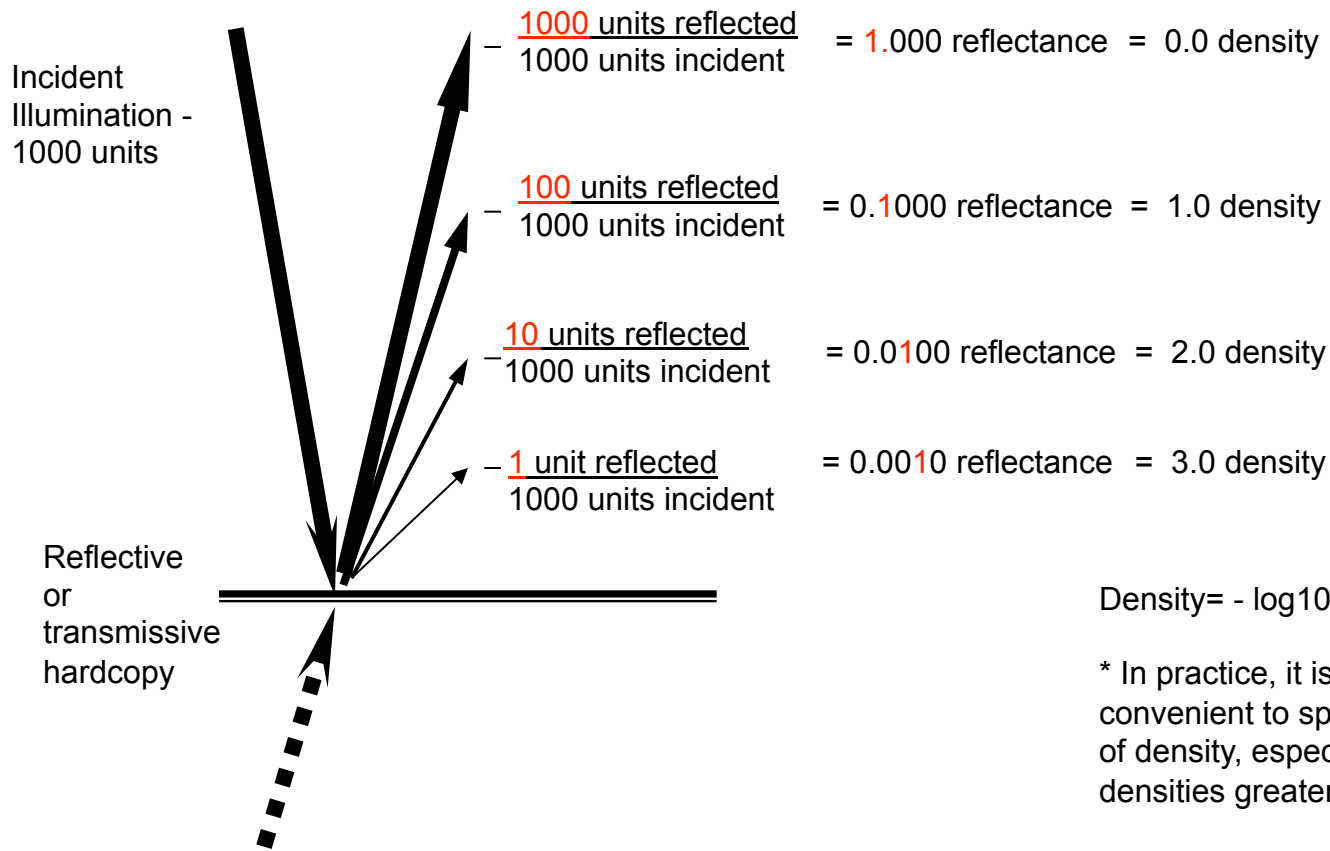 Incident
Illumination -
1000 units
– 1000 units reflected
1000 units incident
= 1.000 reflectance = 0.0 density
– 100 units reflected
1000 units incident
= 0.1000 reflectance = 1.0 density
– 10 units reflected
1000 units incident
= 0.0100 reflectance = 2.0 density
– 1 unit reflected
1000 units incident
= 0.0010 reflectance = 3.0 density
Reflective
or
transmissive
hardcopy
Density= - log10
* In practice, it is
convenient to sp
of density, espec
densities greater